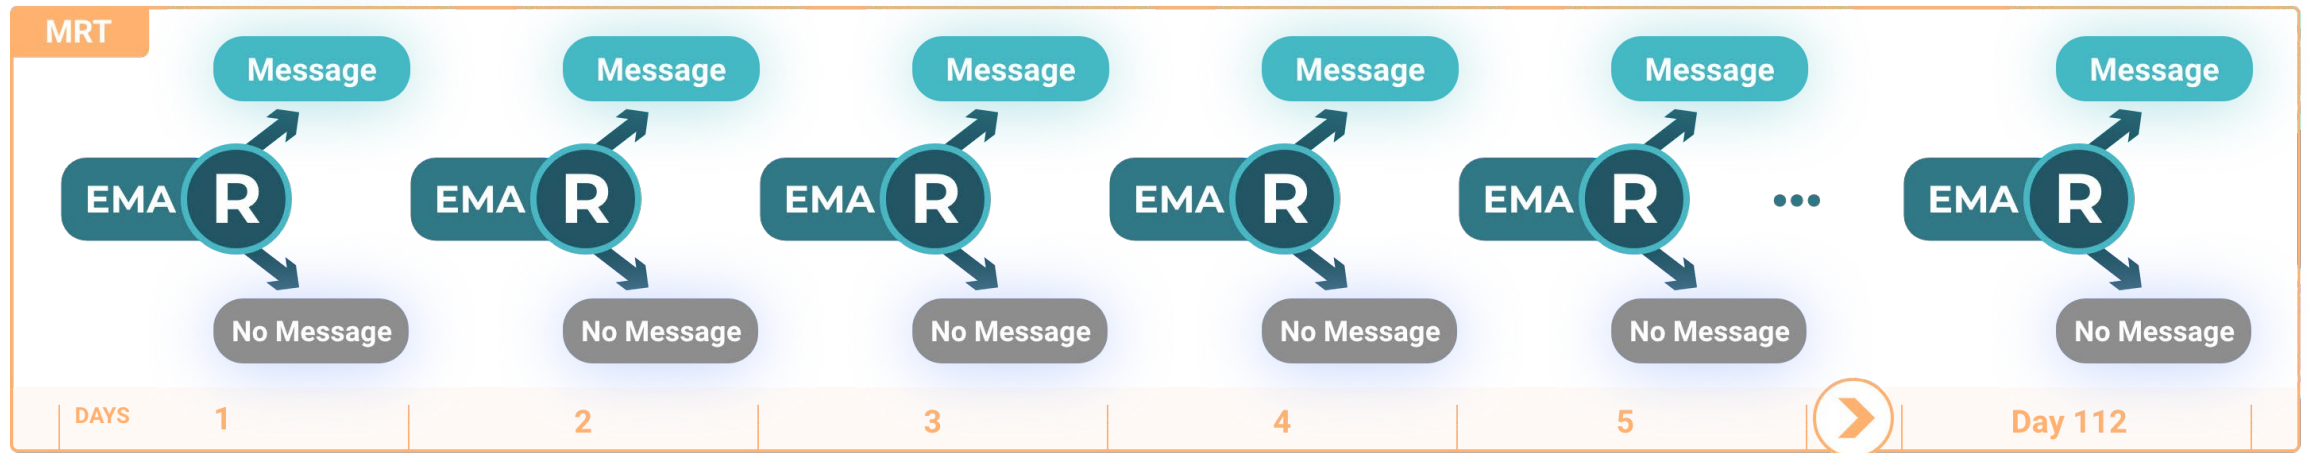 MRT
Message Message Message Message Message Message
EMA R EMA R EMA R EMA R EMA R ... EMA R
No Message No Message No Message No Message No Message No Message
DAYS 1 2 3 4 5 Day 112